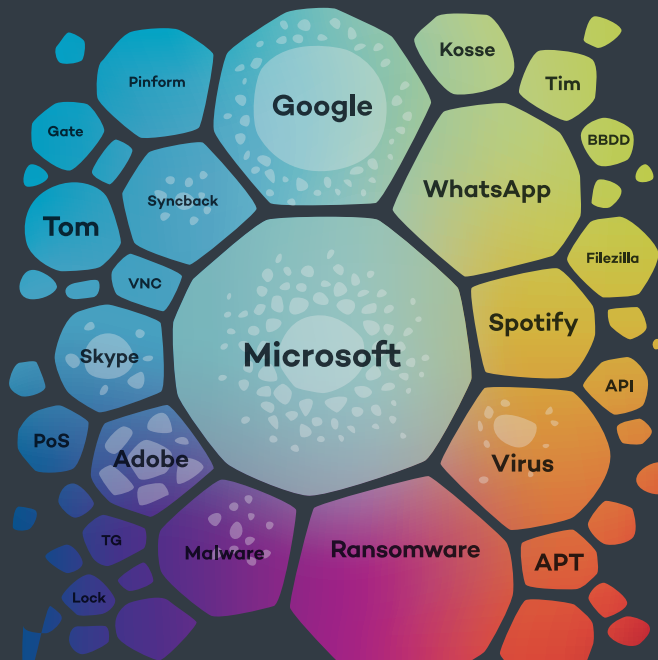 Kosse
Pinform
Tim
Google
Gate
BBDD
WhatsApp
Syncback
Tom
Filezilla
VNC
Spotify
Skype
Microsoft
API
PoS
Adobe
Virus
TG
Malware
Ransomware
APT
Lock